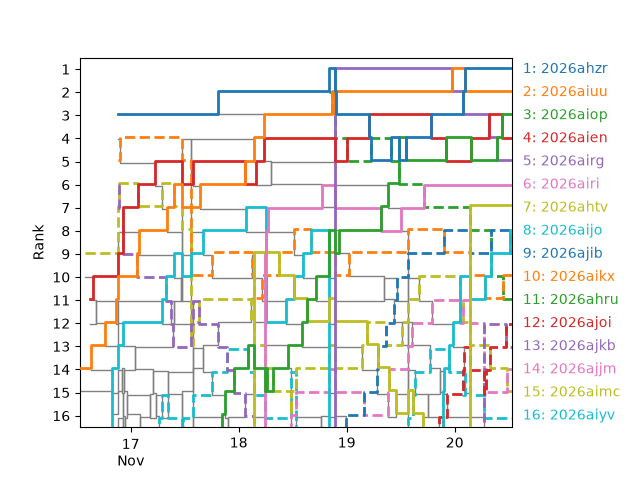 1
2
3
4
5
6
7
8
9
10
11
12
13
14
15
16
Rank
17
18
19
20
Nov
1: 2026ahzr
2: 2026aiuu
3: 2026aiop
4: 2026aien
5: 2026airg
6: 2026airi
7: 2026ahtv
8: 2026aijo
9: 2026ajib
10: 2026aikx
11: 2026ahru
12: 2026ajoi
13: 2026ajkb
14: 2026ajjm
15: 2026aimc
16: 2026aiyv